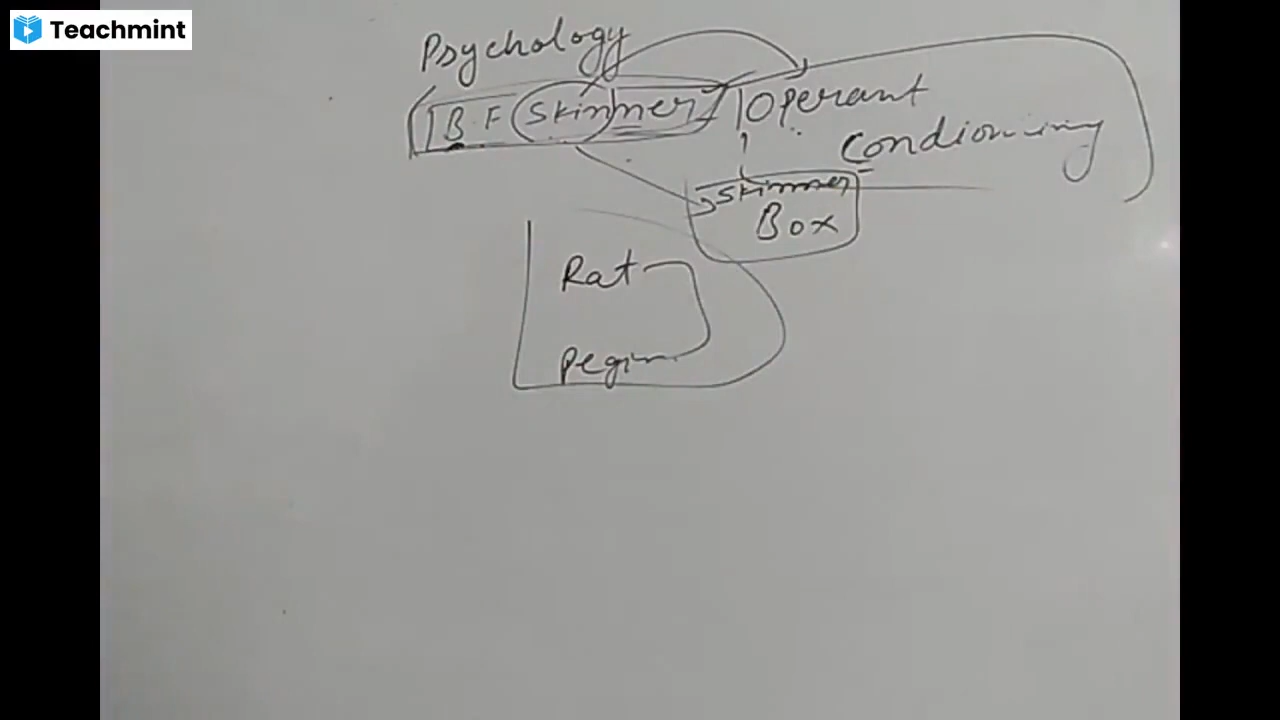 Teachmint
Psychology
B F Skinner Operant
Condioning
Skinner
Box
Rat
Pegin